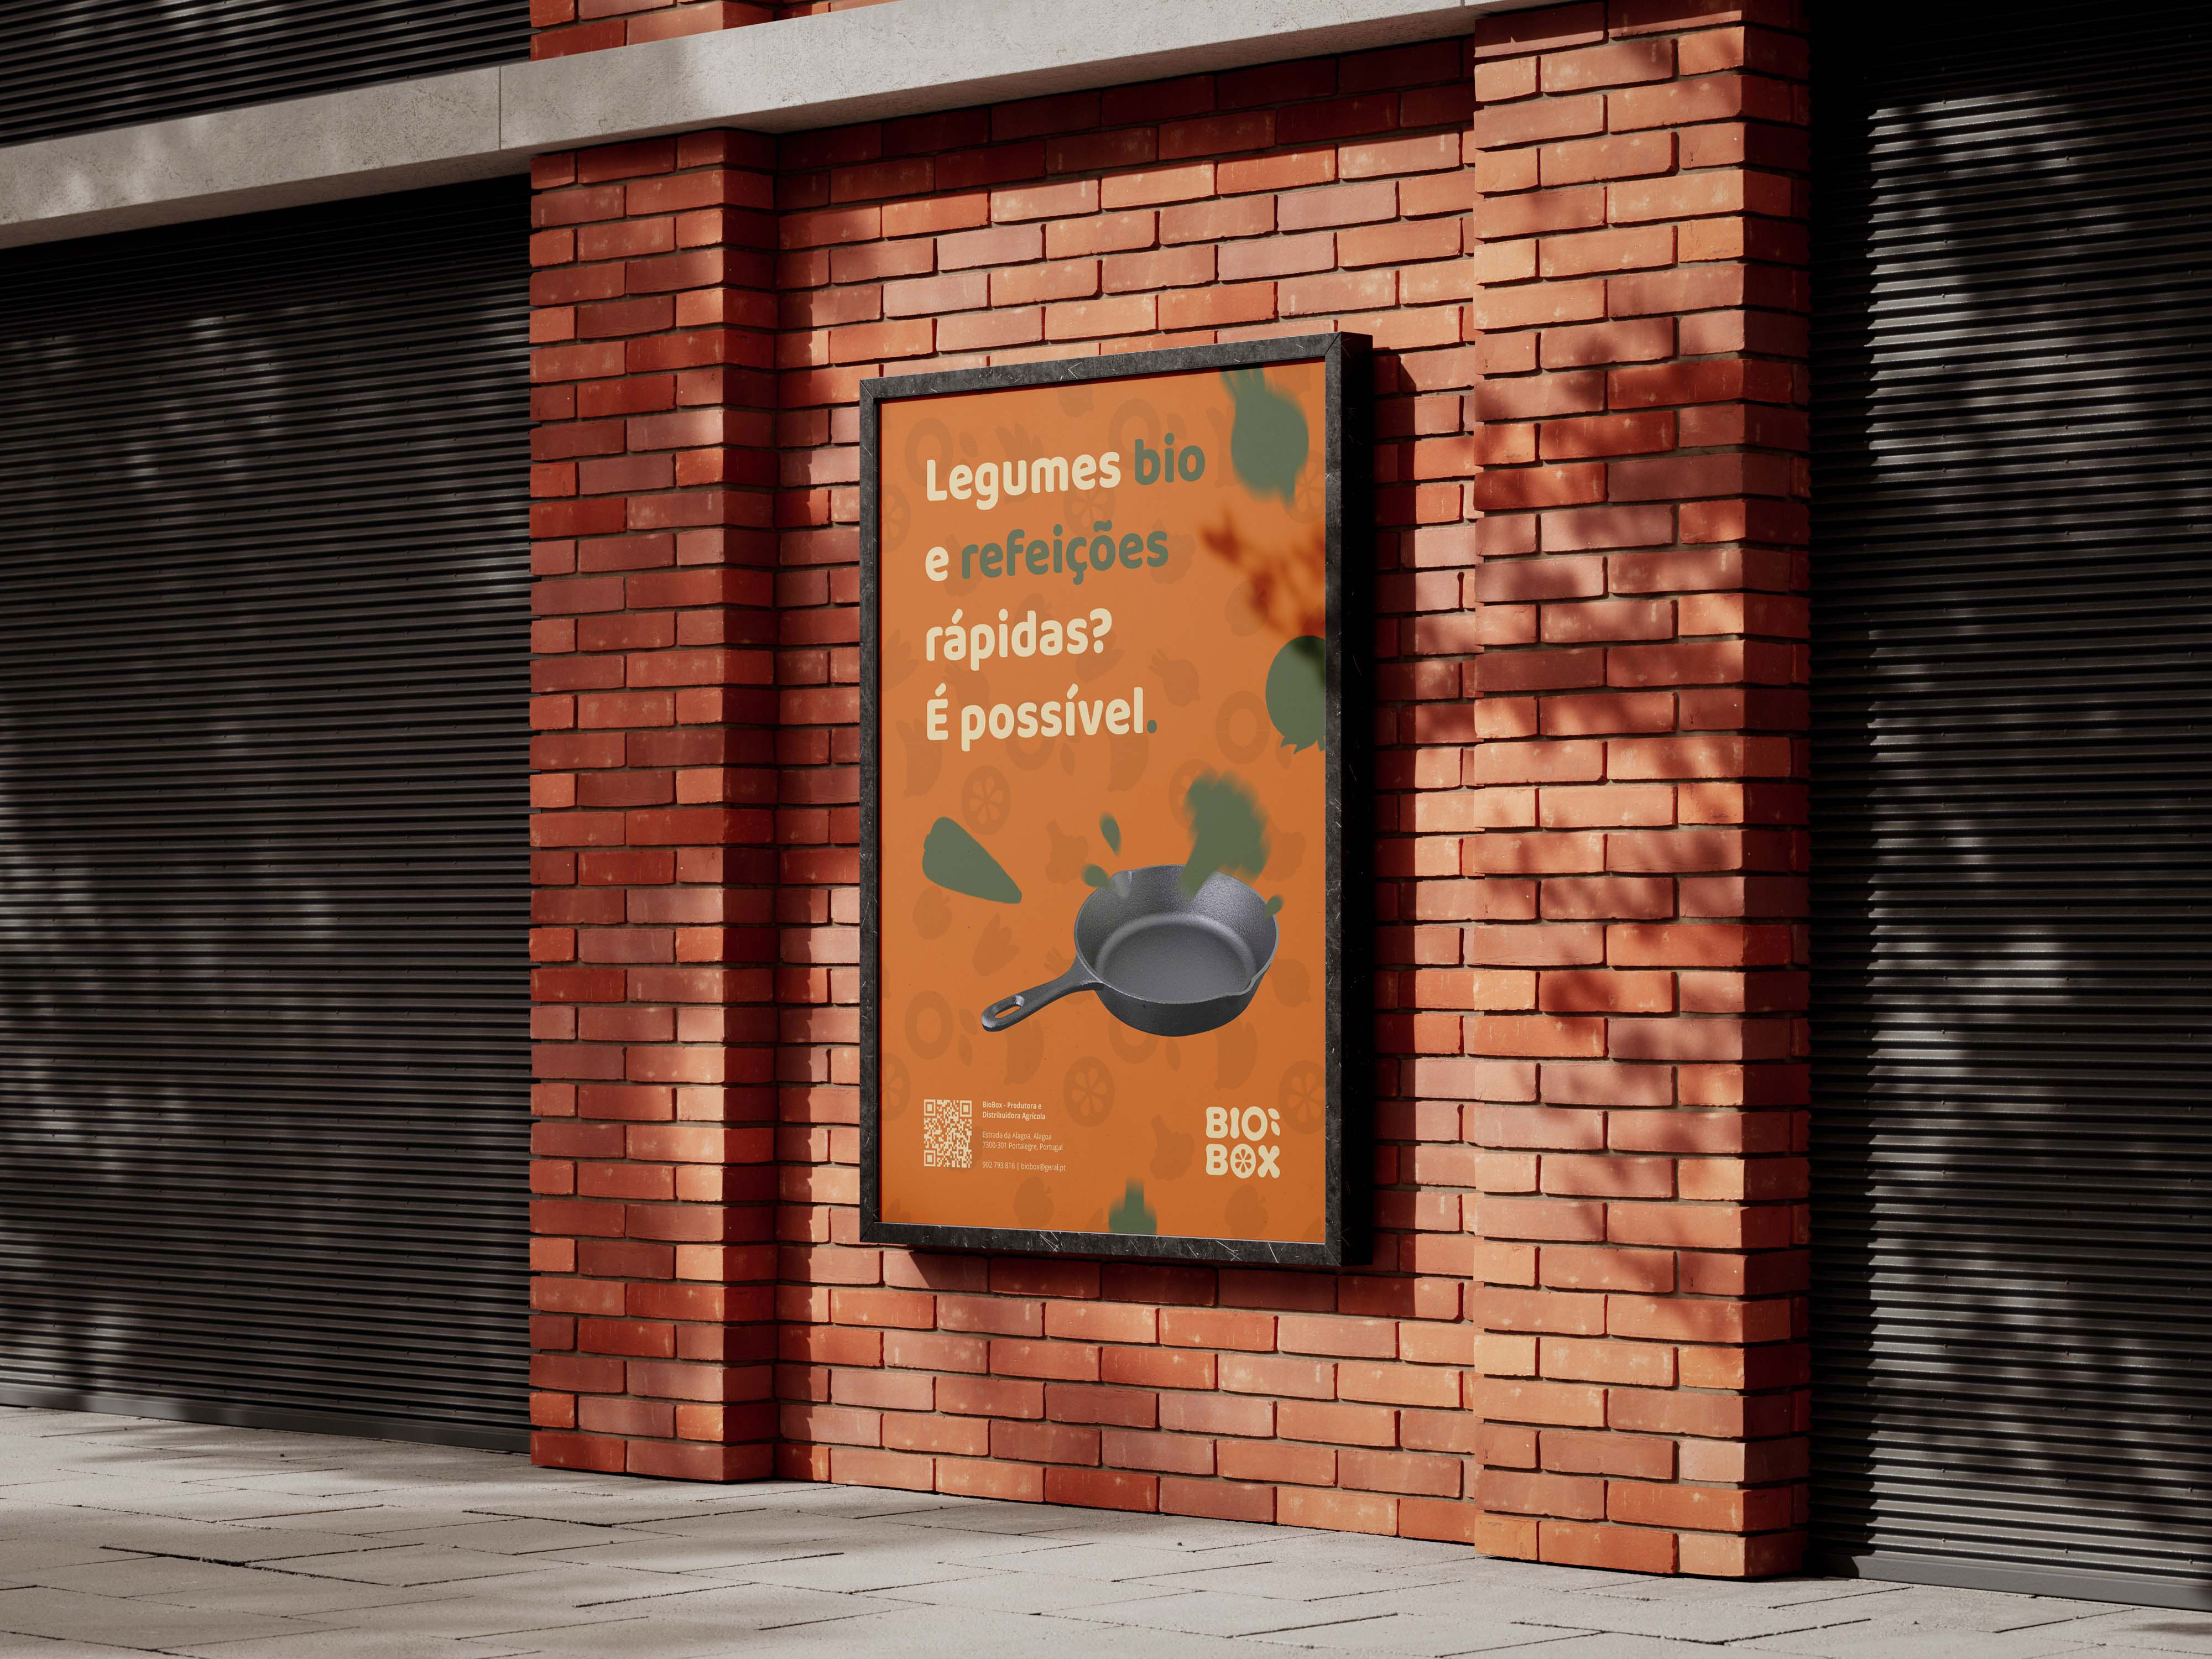 Legumes bio
e refeições
rápidas?
É possível.
BioBox - Produtora e
Distribuidora Agrícola
Estrada da Alagoa, Alagoa
7300-301 Portalegre, Portugal
902 793 816 | biobox@geral.pt
BIO
BOX